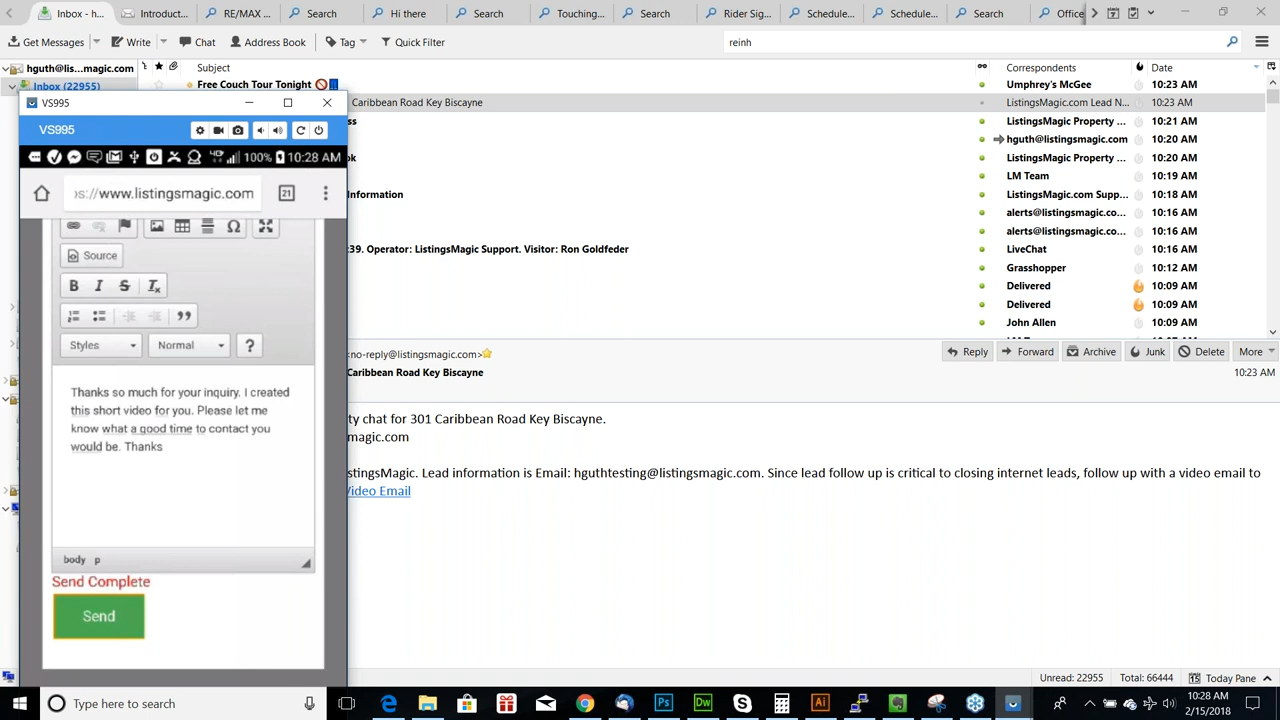 Inbox - h...
Introduct...
RE/MAX ...
Search
Hi there
Search
Touching...
Search
Rider Sig...
Schedule...
Schedule...
Search
Office
Get Messages
Write
Chat
Address Book
Tag
Quick Filter
reinh
hguth@lis...magic.com
Subject
Correspondents
Date
Inbox (22955)
Free Couch Tour Tonight
Umphrey's McGee
10:23 AM
Caribbean Road Key Biscayne
ListingsMagic.com Lead N...
10:23 AM
ss
ListingsMagic Property ...
10:21 AM
hguth@listingsmagic.com
10:20 AM
ok
ListingsMagic Property ...
10:20 AM
LM Team
10:19 AM
Information
ListingsMagic.com Supp...
10:18 AM
alerts@listingsmagic.co...
10:16 AM
alerts@listingsmagic.co...
10:16 AM
:39. Operator: ListingsMagic Support. Visitor: Ron Goldfeder
LiveChat
10:16 AM
Grasshopper
10:12 AM
Delivered
10:09 AM
Delivered
10:09 AM
John Allen
10:09 AM
VS995
VS995
100%
10:28 AM
ps://www.listingsmagic.com
21
Source
B I S Tx
Styles
Normal
?
Thanks so much for your inquiry. I created
this short video for you. Please let me
know what a good time to contact you
would be. Thanks
body p
Send Complete
Send
<no-reply@listingsmagic.com>
Reply
Forward
Archive
Junk
Delete
More
Caribbean Road Key Biscayne
10:23 AM
ty chat for 301 Caribbean Road Key Biscayne.
magic.com
istingsMagic. Lead information is Email: hguthtesting@listingsmagic.com. Since lead follow up is critical to closing internet leads, follow up with a video email to
Video Email
Unread: 22955
Total: 66444
Today Pane
Type here to search
Ps
Dw
Ai
10:28 AM
2/15/2018